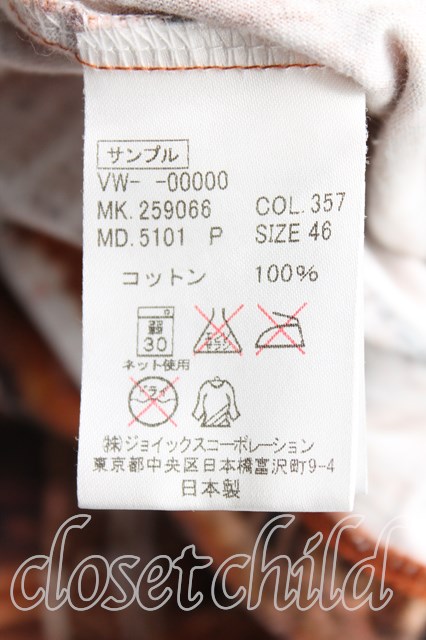 サンプル
VW- -00000
MK.259066 COL.357
MD.5101 P SIZE 46
コットン 100%
30
ネット使用
エンソサラシ
ドライ
㈱ジョイックスコーポレーション
東京都中央区日本橋富沢町9-4
日本製
closetchild